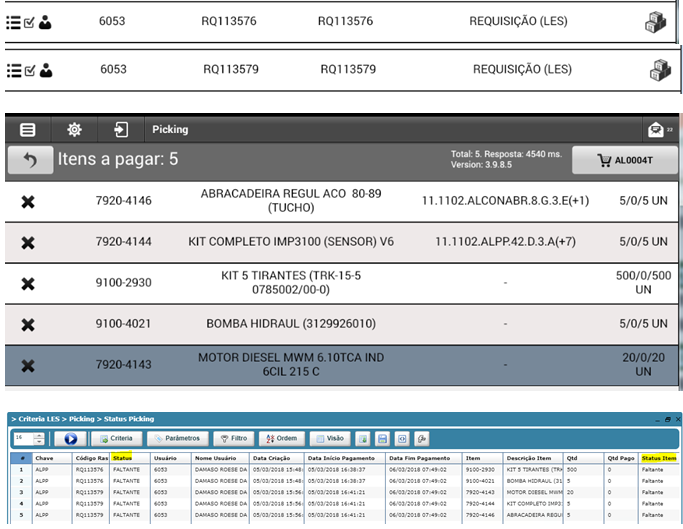 6053 RQ113576 RQ113576 REQUISIÇÃO (LES)
6053 RQ113579 RQ113579 REQUISIÇÃO (LES)
Picking 22
Itens a pagar: 5 Total: 5. Resposta: 4540 ms. AL0004T
Version: 3.9.8.5
7920-4146 ABRACADEIRA REGUL ACO 80-89 11.1102.ALCONABR.8.G.3.E(+1) 5/0/5 UN
(TUCHO)
7920-4144 KIT COMPLETO IMP3100 (SENSOR) V6 11.1102.ALPP.42.D.3.A(+7) 5/0/5 UN
9100-2930 KIT 5 TIRANTES (TRK-15-5 - 500/0/500
0785002/00-0) UN
9100-4021 BOMBA HIDRAUL (3129926010) - 5/0/5 UN
7920-4143 MOTOR DIESEL MWM 6.10TCA IND - 20/0/20
6CIL 215 C UN
> Criteria LES > Picking > Status Picking
16 Criteria Parâmetros Filtro Ordem Visão
# Chave Código Ras Status Usuário Nome Usuário Data Criação Data Início Pagamento Data Fim Pagamento Item Descrição Item Qtd Qtd Pago Status Item
1 ALPP RQ113576 FALTANTE 6053 DAMASO ROESE DA 05/03/2018 15:48: 05/03/2018 16:38:37 06/03/2018 07:49:02 9100-2930 KIT 5 TIRANTES (TRK 500 0 Faltante
2 ALPP RQ113576 FALTANTE 6053 DAMASO ROESE DA 05/03/2018 15:48: 05/03/2018 16:38:37 06/03/2018 07:49:02 9100-4021 BOMBA HIDRAUL (31 5 0 Faltante
3 ALPP RQ113579 FALTANTE 6053 DAMASO ROESE DA 05/03/2018 15:56: 05/03/2018 16:41:21 06/03/2018 07:49:02 7920-4143 MOTOR DIESEL MWM 20 0 Faltante
4 ALPP RQ113579 FALTANTE 6053 DAMASO ROESE DA 05/03/2018 15:56: 05/03/2018 16:41:21 06/03/2018 07:49:02 7920-4144 KIT COMPLETO IMP3 5 0 Faltante
5 ALPP RQ113579 FALTANTE 6053 DAMASO ROESE DA 05/03/2018 15:56: 05/03/2018 16:41:21 06/03/2018 07:49:02 7920-4146 ABRACADEIRA REGU 5 0 Faltante